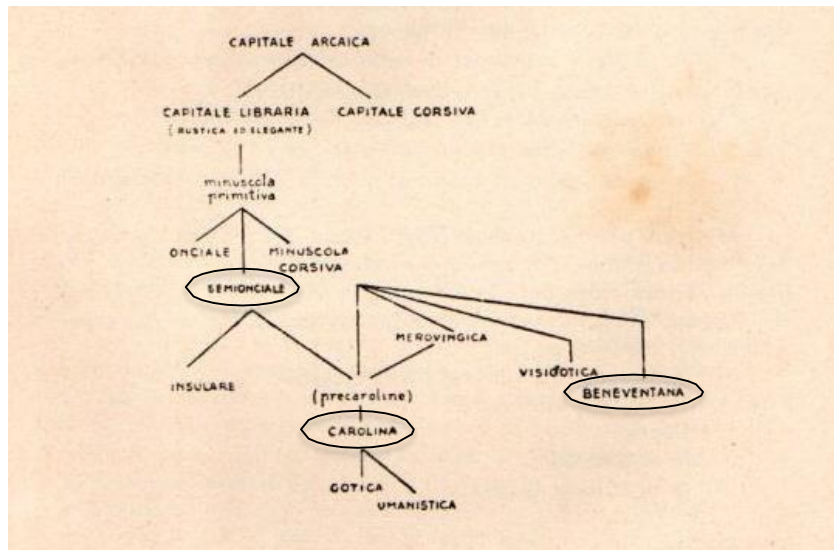 CAPITALE ARCAICA
CAPITALE LIBRARIA
(RUSTICA ED ELEGANTE)
CAPITALE CORSIVA
minuscola
primitiva
ONCIALE
MINUSCOLA
CORSIVA
SEMIONCIALE
MEROVINGICA
VISIGOTICA
INSULARE
(precaroline)
BENEVENTANA
CAROLINA
GOTICA
UMANISTICA